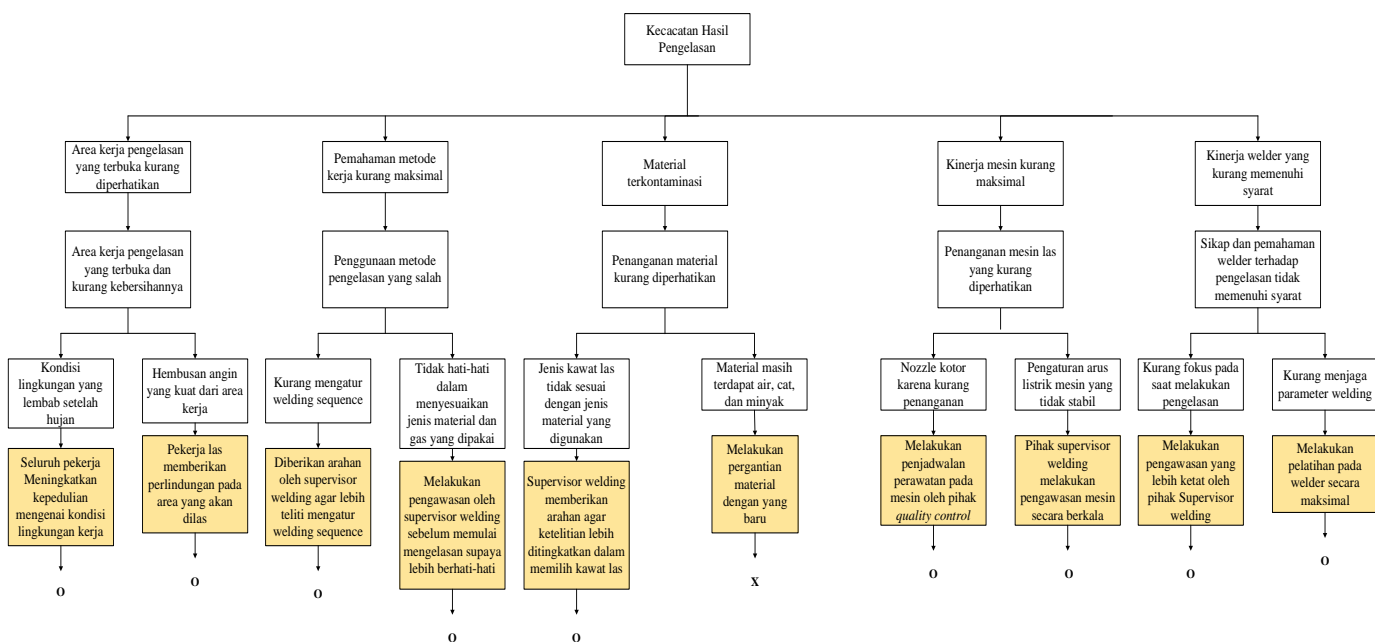 Kecacatan Hasil
Pengelasan
Area kerja pengelasan
yang terbuka kurang
diperhatikan
Pemahaman metode
kerja kurang maksimal
Material
terkontaminasi
Kinerja mesin kurang
maksimal
Kinerja welder yang
kurang memenuhi
syarat
Area kerja pengelasan
yang terbuka dan
kurang kebersihannya
Penggunaan metode
pengelasan yang salah
Penanganan material
kurang diperhatikan
Penanganan mesin las
yang kurang
diperhatikan
Sikap dan pemahaman
welder terhadap
pengelasan tidak
memenuhi syarat
Kondisi
lingkungan yang
lembab setelah
hujan
Hembusan angin
yang kuat dari area
kerja
Kurang mengatur
welding sequence
Tidak hati-hati
dalam
menyesuaikan
jenis material dan
gas yang dipakai
Jenis kawat las
tidak sesuai
dengan jenis
material yang
digunakan
Material masih
terdapat air, cat,
dan minyak
Nozzle kotor
karena kurang
penanganan
Pengaturan arus
listrik mesin yang
tidak stabil
Kurang fokus pada
saat melakukan
pengelasan
Kurang menjaga
parameter welding
Seluruh pekerja
Meningkatkan
kepedulian
mengenai kondisi
lingkungan kerja
Pekerja las
memberikan
perlindungan pada
area yang akan
dilas
Diberikan arahan
oleh supervisor
welding agar lebih
teliti mengatur
welding sequence
Melakukan
pengawasan oleh
supervisor welding
sebelum memulai
mengelasan supaya
lebih berhati-hati
Supervisor welding
memberikan
arahan agar
ketelitian lebih
ditingkatkan dalam
memilih kawat las
Melakukan
pergantian
material
dengan yang
baru
Melakukan
penjadwalan
perawatan pada
mesin oleh pihak
quality control
Pihak supervisor
welding
melakukan
pengawasan mesin
secara berkala
Melakukan
pengawasan yang
lebih ketat oleh
pihak Supervisor
welding
Melakukan
pelatihan pada
welder secara
maksimal
O
O
O
O
O
X
O
O
O
O